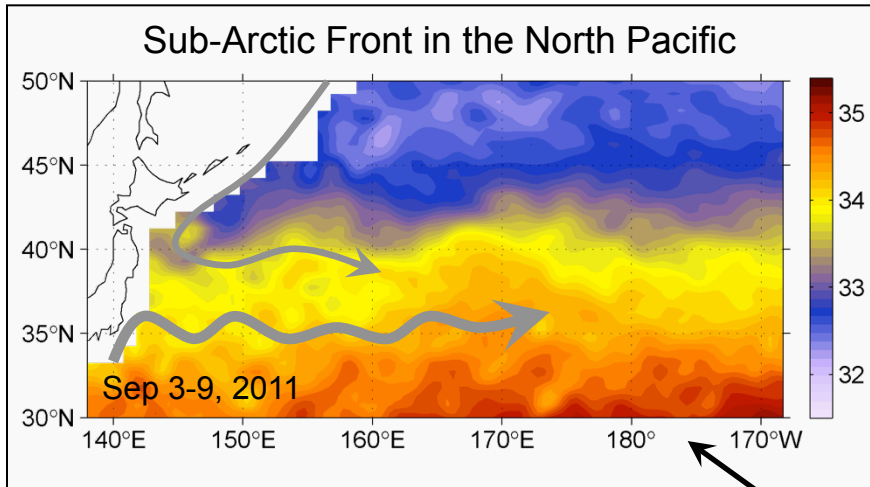 Sub-Arctic Front in the North Pacific
50°N
45°N
40°N
35°N
30°N
Sep 3-9, 2011
140°E 150°E 160°E 170°E 180° 170°W
35
34
33
32